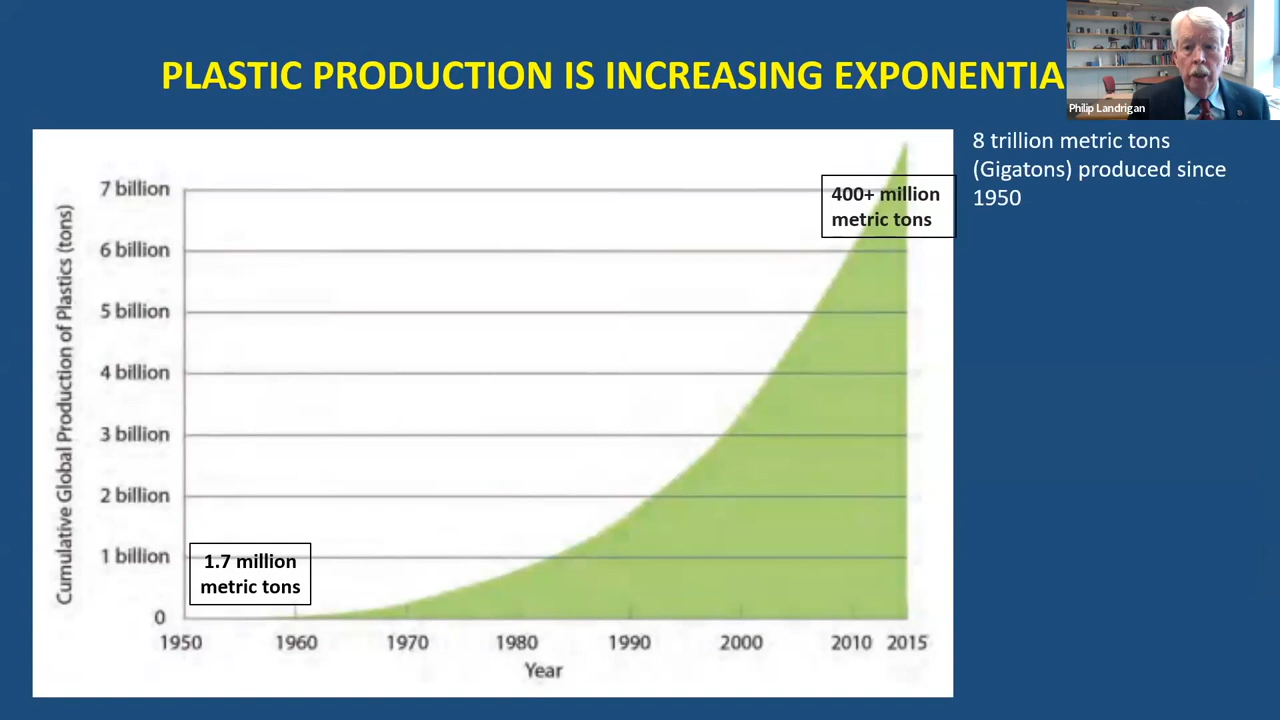 PLASTIC PRODUCTION IS INCREASING EXPONENTIA
Philip Landrigan
8 trillion metric tons
(Gigatons) produced since
1950
Cumulative Global Production of Plastics (tons)
7 billion
6 billion
5 billion
4 billion
3 billion
2 billion
1 billion
0
400+ million
metric tons
1.7 million
metric tons
1950 1960 1970 1980 1990 2000 2010 2015
Year